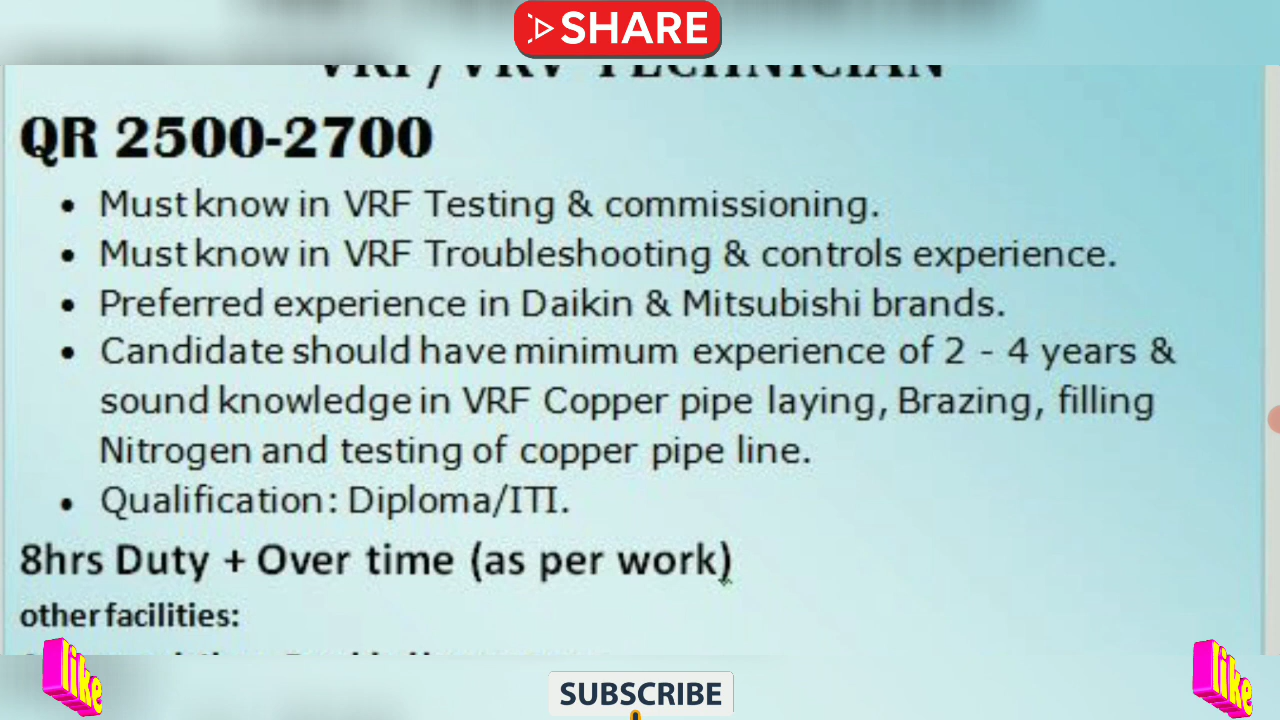 SHARE
VRF/VRV TECHNICIAN
QR 2500-2700
• Must know in VRF Testing & commissioning.
• Must know in VRF Troubleshooting & controls experience.
• Preferred experience in Daikin & Mitsubishi brands.
• Candidate should have minimum experience of 2 - 4 years &
sound knowledge in VRF Copper pipe laying, Brazing, filling
Nitrogen and testing of copper pipe line.
• Qualification: Diploma/ITI.
8hrs Duty + Over time (as per work)
other facilities:
like
SUBSCRIBE
like